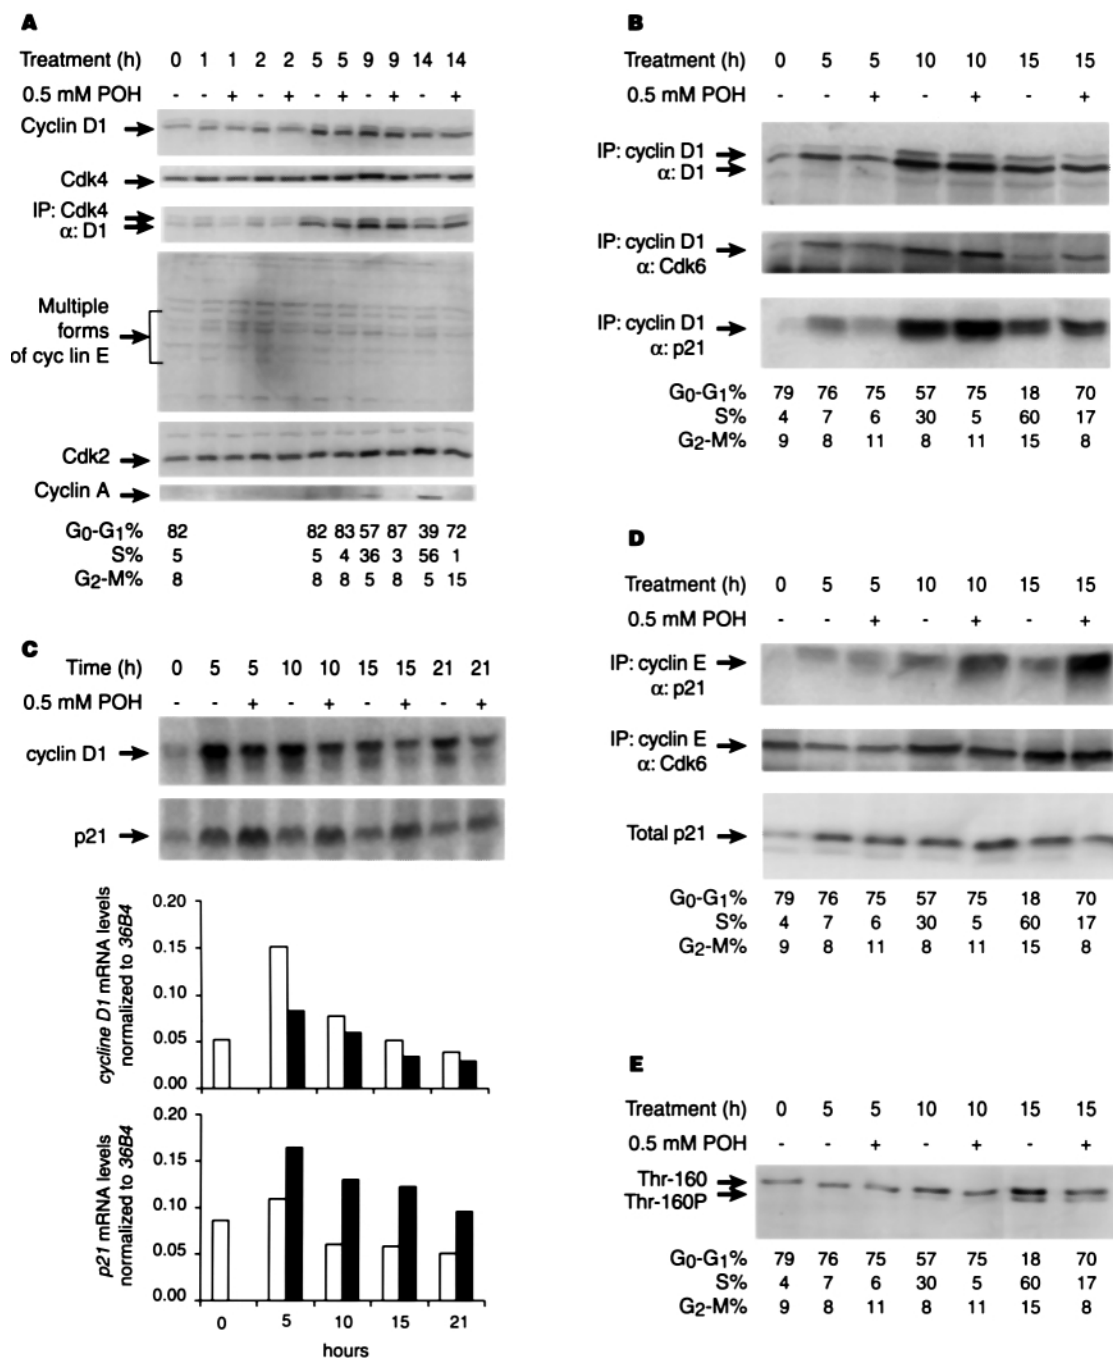 A
Treatment (h) 0 1 1 2 2 5 5 9 9 14 14
0.5 mM POH - - + - + - + - + - +
Cyclin D1
Cdk4
IP: Cdk4
α: D1
Multiple
forms
of cyc lin E
Cdk2
Cyclin A
G0-G1% 82 82 83 57 87 39 72
S% 5 5 4 36 3 56 1
G2-M% 8 8 8 5 8 5 15
B
Treatment (h) 0 5 5 10 10 15 15
0.5 mM POH - - + - + - +
IP: cyclin D1
α: D1
IP: cyclin D1
α: Cdk6
IP: cyclin D1
α: p21
G0-G1% 79 76 75 57 75 18 70
S% 4 7 6 30 5 60 17
G2-M% 9 8 11 8 11 15 8
C
Time (h) 0 5 5 10 10 15 15 21 21
0.5 mM POH - - + - + - + - +
cyclin D1
p21
cycline D1 mRNA levels
normalized to 36B4
0.20
0.15
0.10
0.05
0.00
p21 mRNA levels
normalized to 36B4
0.20
0.15
0.10
0.05
0.00
0 5 10 15 21
hours
D
Treatment (h) 0 5 5 10 10 15 15
0.5 mM POH - - + - + - +
IP: cyclin E
α: p21
IP: cyclin E
α: Cdk6
Total p21
G0-G1% 79 76 75 57 75 18 70
S% 4 7 6 30 5 60 17
G2-M% 9 8 11 8 11 15 8
E
Treatment (h) 0 5 5 10 10 15 15
0.5 mM POH - - + - + - +
Thr-160
Thr-160P
G0-G1% 79 76 75 57 75 18 70
S% 4 7 6 30 5 60 17
G2-M% 9 8 11 8 11 15 8